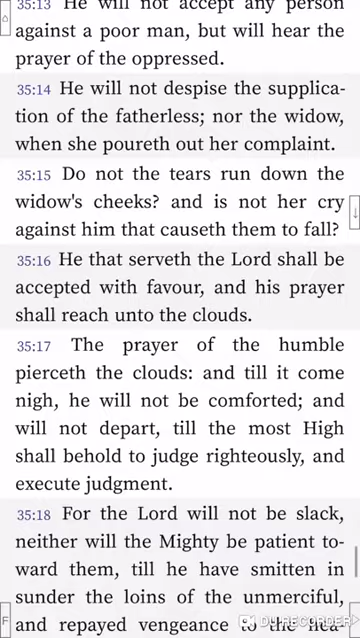 35:13 He will not accept any person
against a poor man, but will hear the
prayer of the oppressed.
35:14 He will not despise the supplica-
tion of the fatherless; nor the widow,
when she poureth out her complaint.
35:15 Do not the tears run down the
widow's cheeks? and is not her cry
against him that causeth them to fall?
35:16 He that serveth the Lord shall be
accepted with favour, and his prayer
shall reach unto the clouds.
35:17 The prayer of the humble
pierceth the clouds: and till it come
nigh, he will not be comforted; and
will not depart, till the most High
shall behold to judge righteously, and
execute judgment.
35:18 For the Lord will not be slack,
neither will the Mighty be patient to-
ward them, till he have smitten in
sunder the loins of the unmerciful,
and repayed vengeance to the hea-
DU RECORDER
F